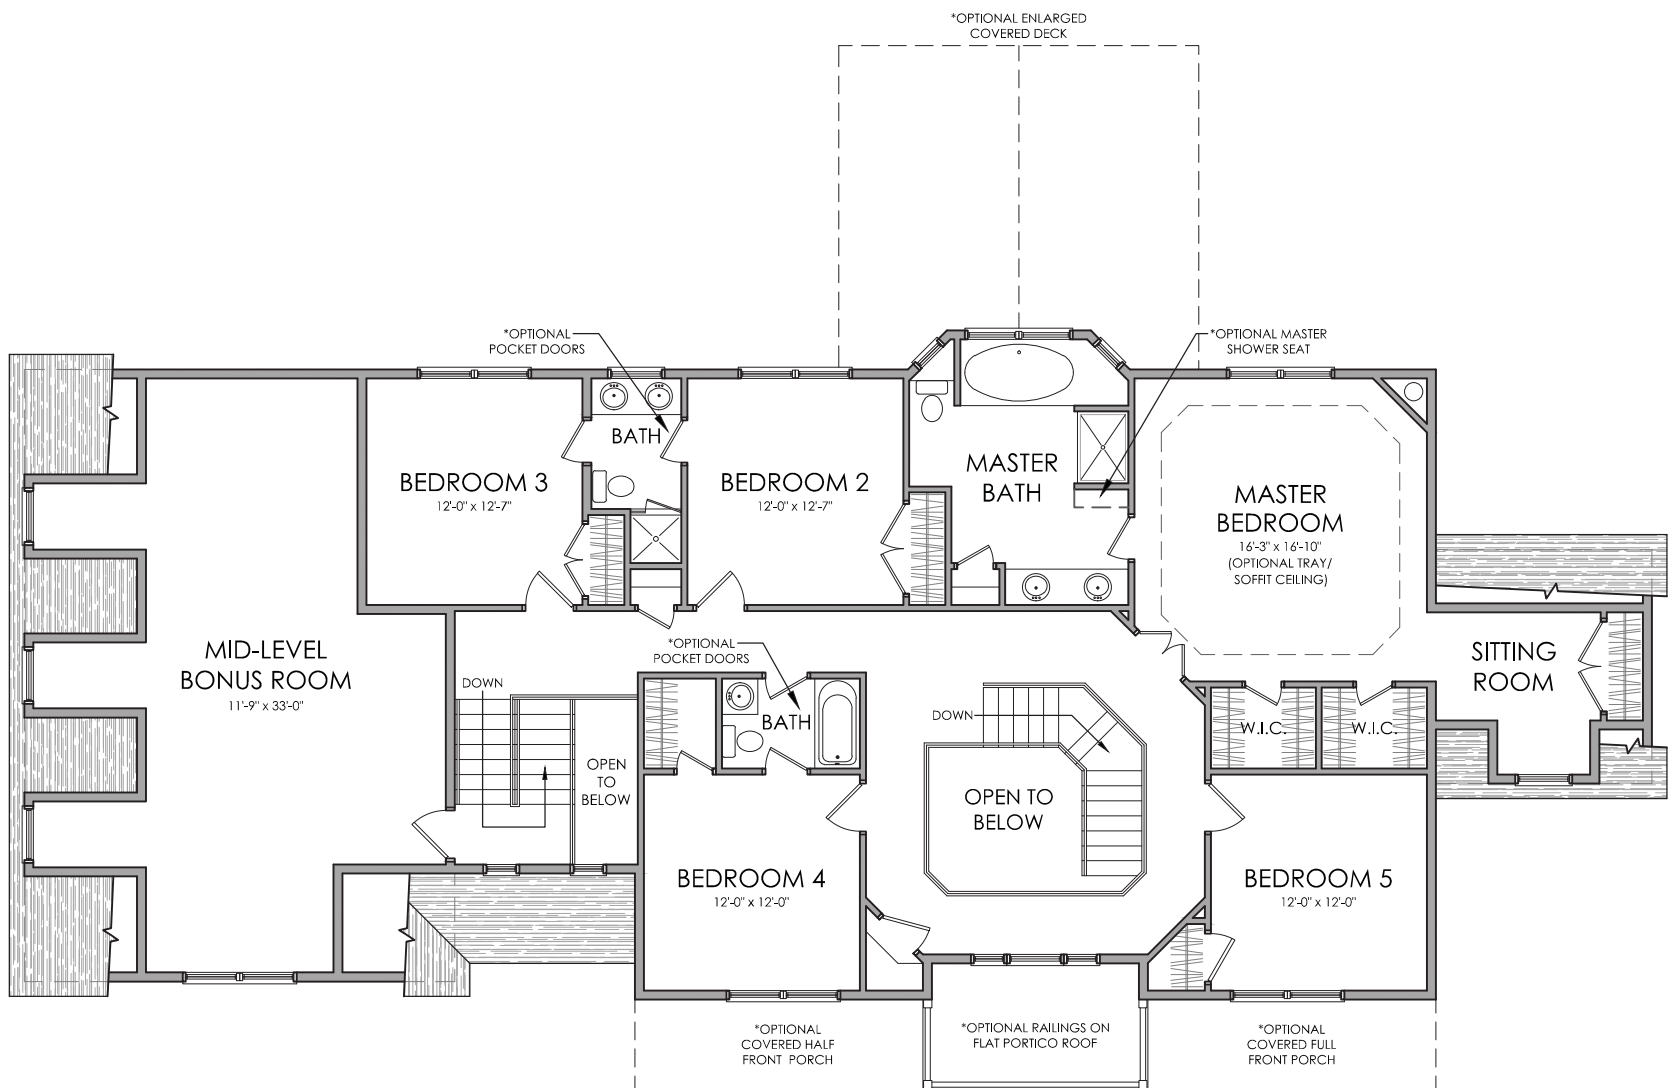 *OPTIONAL ENLARGED
COVERED DECK
*OPTIONAL
POCKET DOORS
*OPTIONAL MASTER
SHOWER SEAT
BATH
BEDROOM 3
12'-0" x 12'-7"
BEDROOM 2
12'-0" x 12'-7"
MASTER
BATH
MASTER
BEDROOM
16'-3" x 16'-10"
(OPTIONAL TRAY/
SOFFIT CEILING)
MID-LEVEL
BONUS ROOM
11'-9" x 33'-0"
*OPTIONAL
POCKET DOORS
SITTING
ROOM
DOWN
BATH
DOWN
W.I.C.
W.I.C.
OPEN
TO
BELOW
OPEN TO
BELOW
BEDROOM 4
12'-0" x 12'-0"
BEDROOM 5
12'-0" x 12'-0"
*OPTIONAL
COVERED HALF
FRONT PORCH
*OPTIONAL RAILINGS ON
FLAT PORTICO ROOF
*OPTIONAL
COVERED FULL
FRONT PORCH